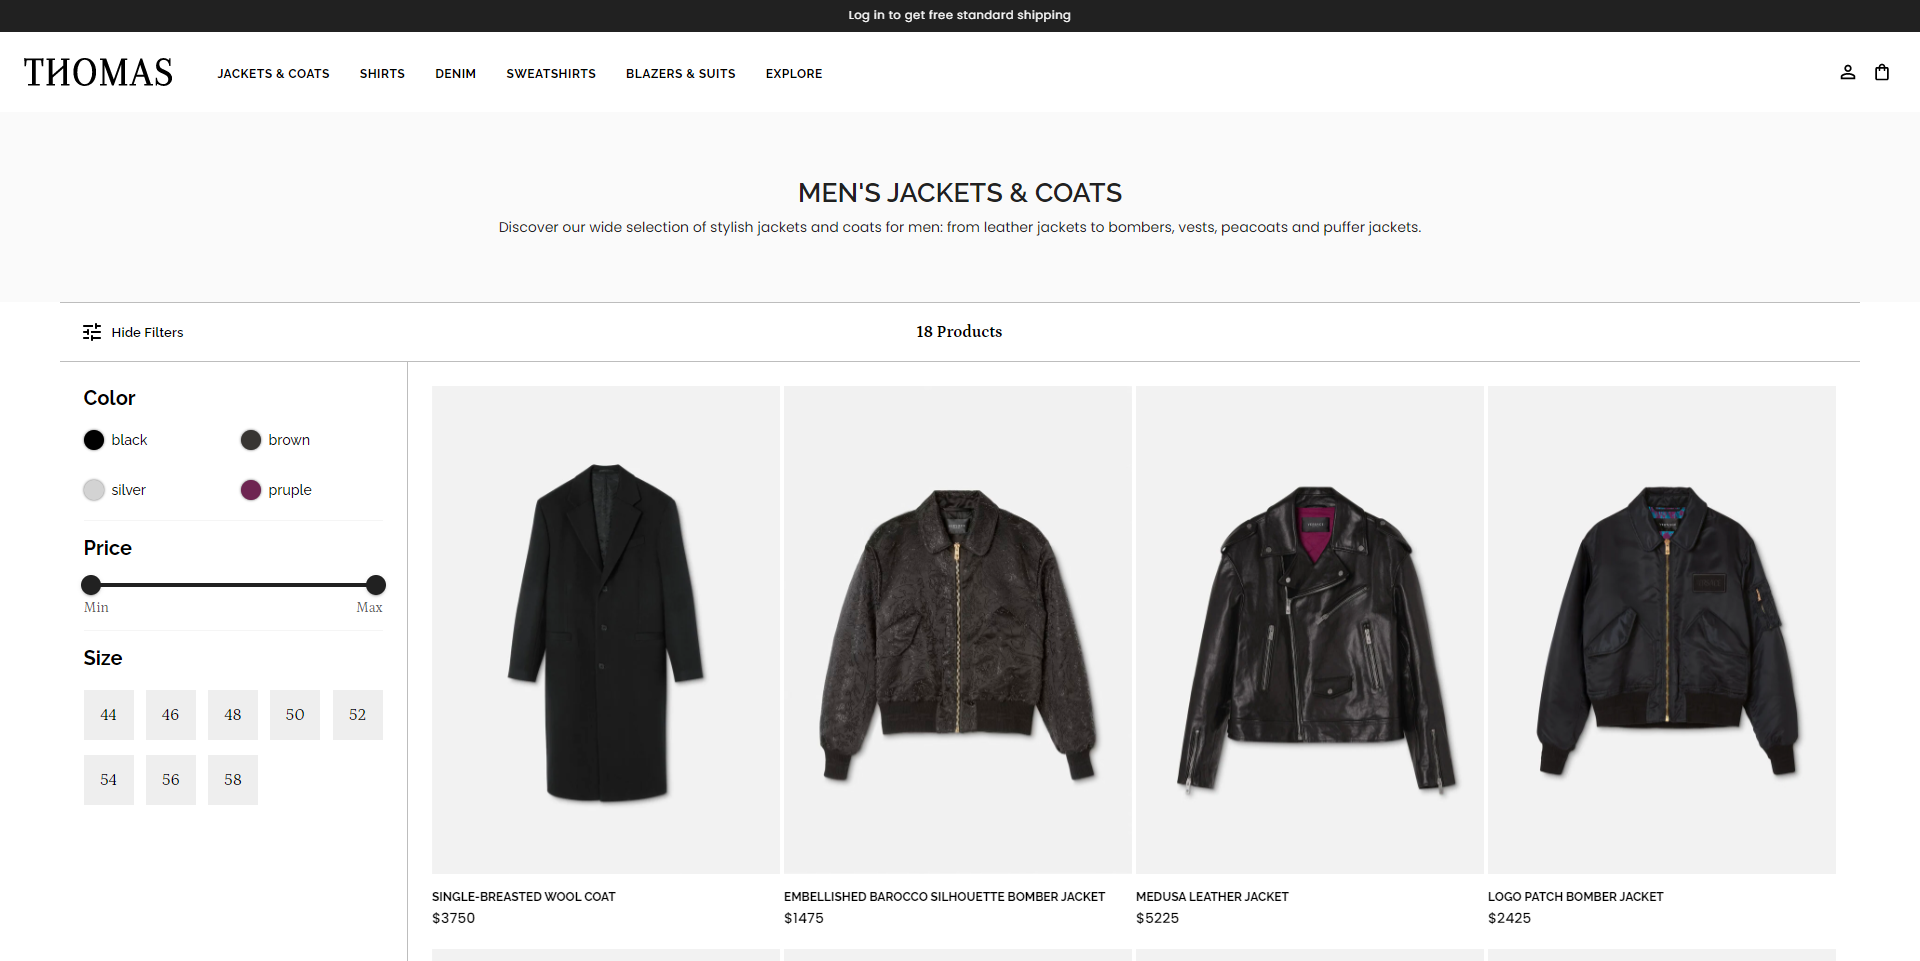 Log in to get free standard shipping
THOMAS
JACKETS & COATS SHIRTS DENIM SWEATSHIRTS BLAZERS & SUITS EXPLORE
MEN'S JACKETS & COATS
Discover our wide selection of stylish jackets and coats for men: from leather jackets to bombers, vests, peacoats and puffer jackets.
Hide Filters
18 Products
Color
black brown
silver pruple
Price
Min Max
Size
44 46 48 50 52
54 56 58
SINGLE-BREASTED WOOL COAT
$3750
EMBELLISHED BAROCCO SILHOUETTE BOMBER JACKET
$1475
MEDUSA LEATHER JACKET
$5225
LOGO PATCH BOMBER JACKET
$2425